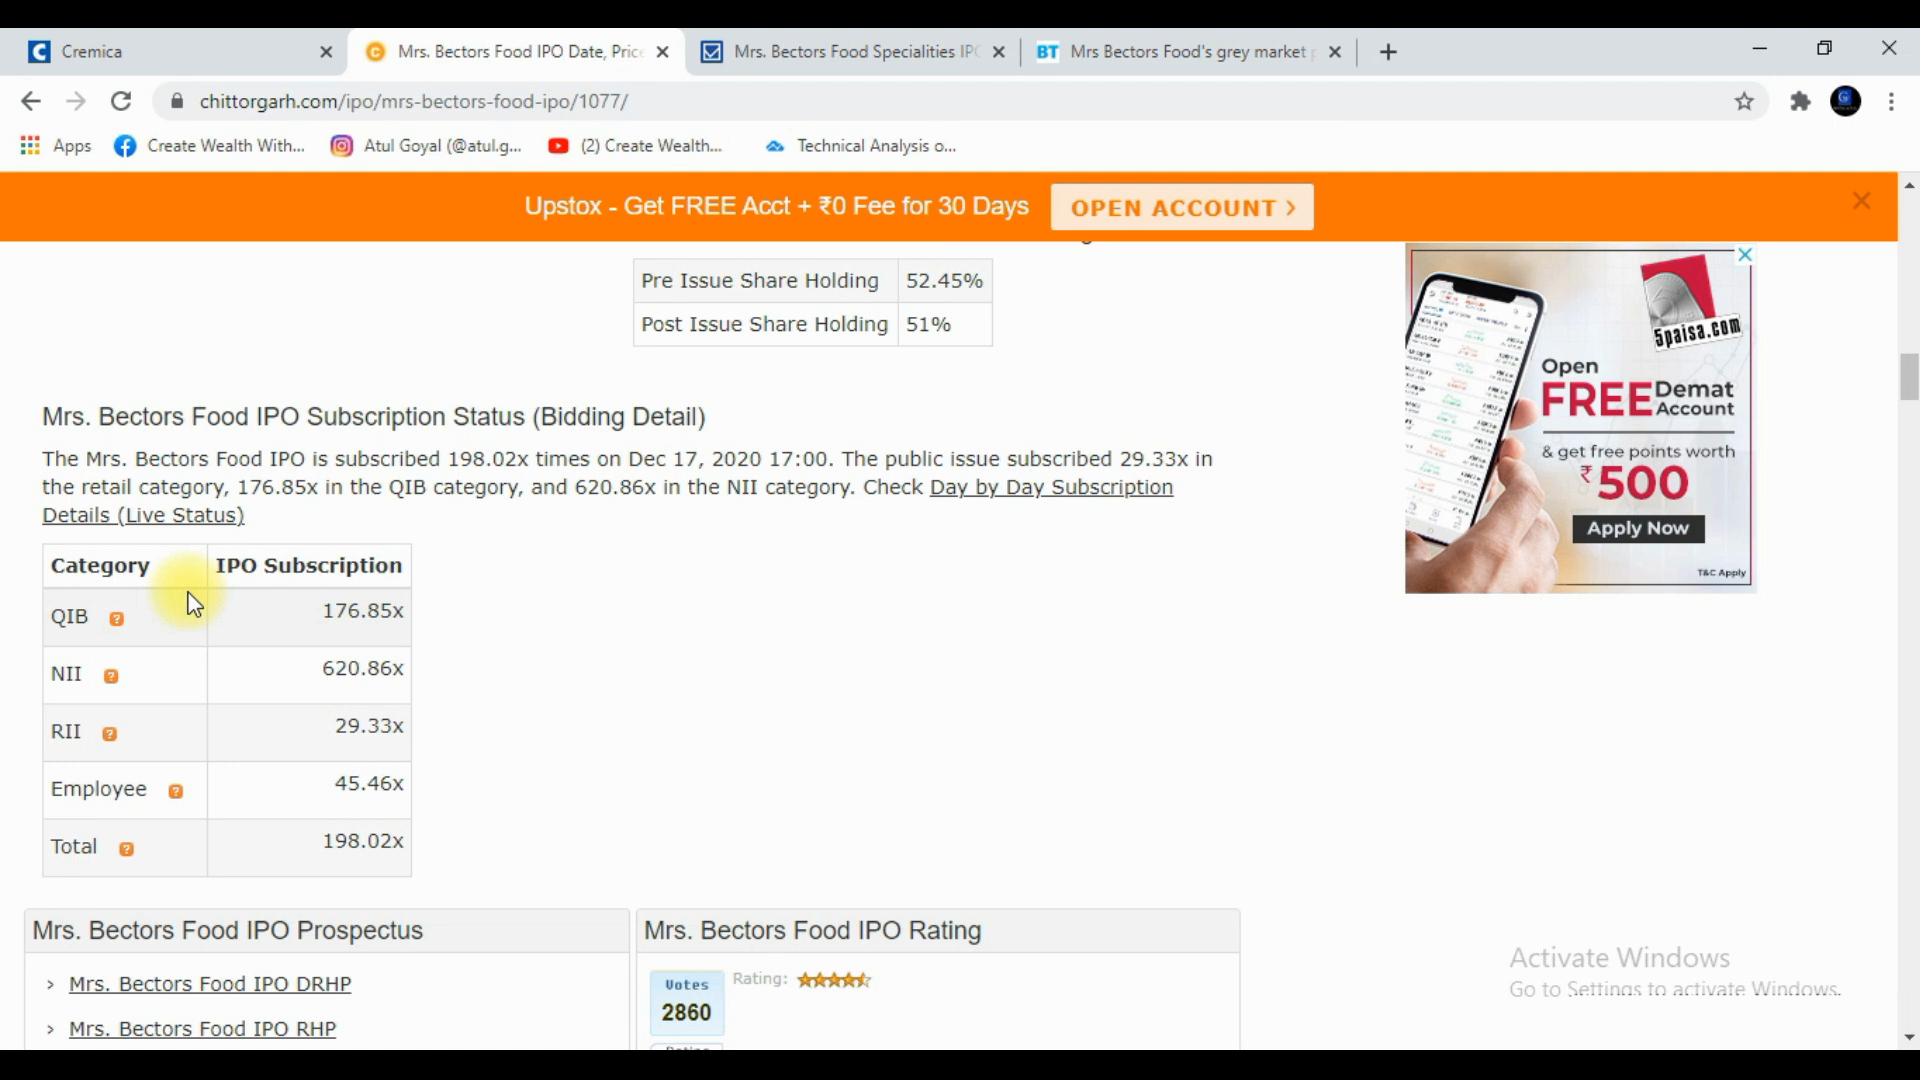 Cremica
Mrs. Bectors Food IPO Date, Price
Mrs. Bectors Food Specialities IPO
BT Mrs Bectors Food's grey market p
chittorgarh.com/ipo/mrs-bectors-food-ipo/1077/
Apps
Create Wealth With...
Atul Goyal (@atul.g...
(2) Create Wealth...
Technical Analysis o...
Upstox - Get FREE Acct + ₹0 Fee for 30 Days
OPEN ACCOUNT >
Pre Issue Share Holding 52.45%
Post Issue Share Holding 51%
Mrs. Bectors Food IPO Subscription Status (Bidding Detail)
The Mrs. Bectors Food IPO is subscribed 198.02x times on Dec 17, 2020 17:00. The public issue subscribed 29.33x in
the retail category, 176.85x in the QIB category, and 620.86x in the NII category. Check Day by Day Subscription
Details (Live Status)
Category IPO Subscription
QIB ? 176.85x
NII ? 620.86x
RII ? 29.33x
Employee ? 45.46x
Total ? 198.02x
Mrs. Bectors Food IPO Prospectus
> Mrs. Bectors Food IPO DRHP
> Mrs. Bectors Food IPO RHP
Mrs. Bectors Food IPO Rating
Votes
2860
Rating:
5paisa.com
Open
FREE Demat Account
& get free points worth
₹500
Apply Now
T&C Apply
Activate Windows
Go to Settings to activate Windows.